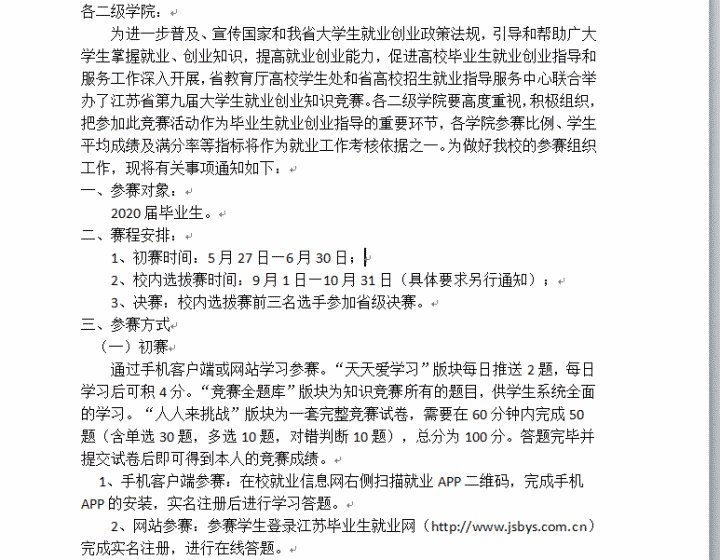 各二级学院：
为进一步普及、宣传国家和我省大学生就业创业政策法规，引导和帮助广大
学生掌握就业、创业知识，提高就业创业能力，促进高校毕业生就业创业指导和
服务工作深入开展，省教育厅高校学生处和省高校招生就业指导服务中心联合举
办了江苏省第九届大学生就业创业知识竞赛。各二级学院要高度重视，积极组织，
把参加此竞赛活动作为毕业生就业创业指导的重要环节，各学院参赛比例、学生
平均成绩及满分率等指标将作为就业工作考核依据之一。为做好我校的参赛组织
工作，现将有关事项通知如下：
一、参赛对象：
2020 届毕业生。
二、赛程安排：
1、初赛时间：5 月 27 日—6 月 30 日；
2、校内选拔赛时间：9 月 1 日—10 月 31 日（具体要求另行通知）；
3、决赛：校内选拔赛前三名选手参加省级决赛。
三、参赛方式
（一）初赛
通过手机客户端或网站学习参赛。“天天爱学习”版块每日推送 2 题，每日
学习后可积 4 分。“竞赛全题库”版块为知识竞赛所有的题目，供学生系统全面
的学习。“人人来挑战”版块为一套完整竞赛试卷，需要在 60 分钟内完成 50
题（含单选 30 题，多选 10 题，对错判断 10 题），总分为 100 分。答题完毕并
提交试卷后即可得到本人的竞赛成绩。
1、手机客户端参赛：在校就业信息网右侧扫描就业 APP 二维码，完成手机
APP 的安装，实名注册后进行学习答题。
2、网站参赛：参赛学生登录江苏毕业生就业网（http://www.jsbys.com.cn）
完成实名注册，进行在线答题。